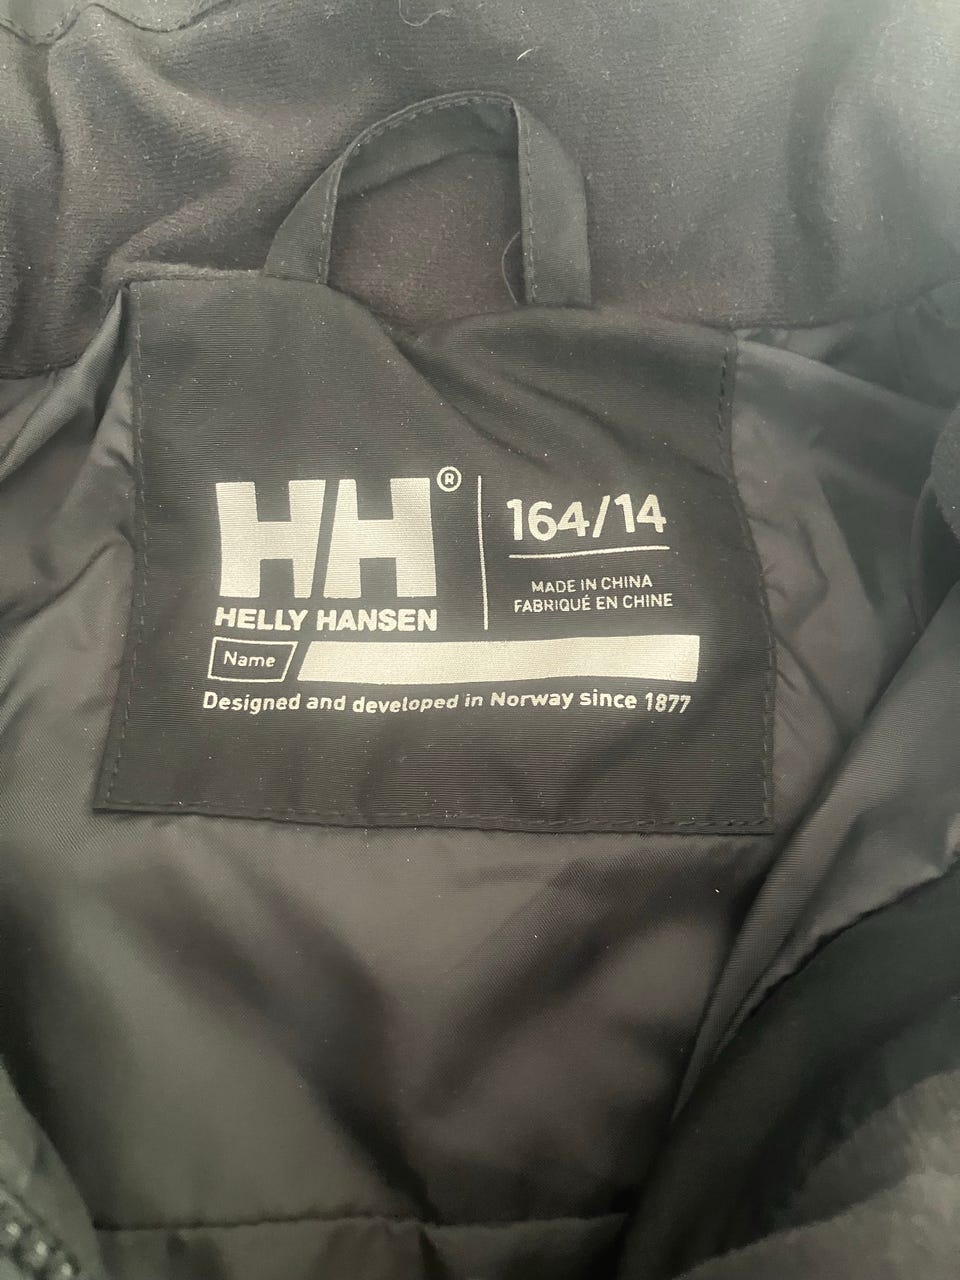 HH®
HELLY HANSEN
164/14
MADE IN CHINA
FABRIQUÉ EN CHINE
Name
Designed and developed in Norway since 1877